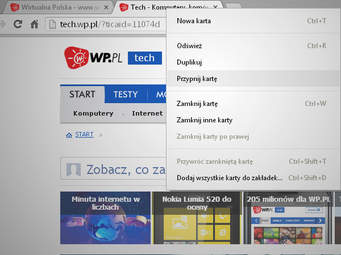 Wirtualna Polska - www
Tech - Komputery, kompu
tech.wp.pl/?ticaid=11074d
WP.PL tech
START TESTY MO
Komputery Internet
START
Zobacz, co za
Nowa karta Ctrl+T
Odśwież Ctrl+R
Duplikuj
Przypnij kartę
Zamknij kartę Ctrl+W
Zamknij inne karty
Zamknij karty po prawej
Przywróć zamkniętą kartę Ctrl+Shift+T
Dodaj wszystkie karty do zakładek... Ctrl+Shift+D
Minuta internetu w
liczbach
Nokia Lumia 520 do
oceny
205 milionów dla WP.PL